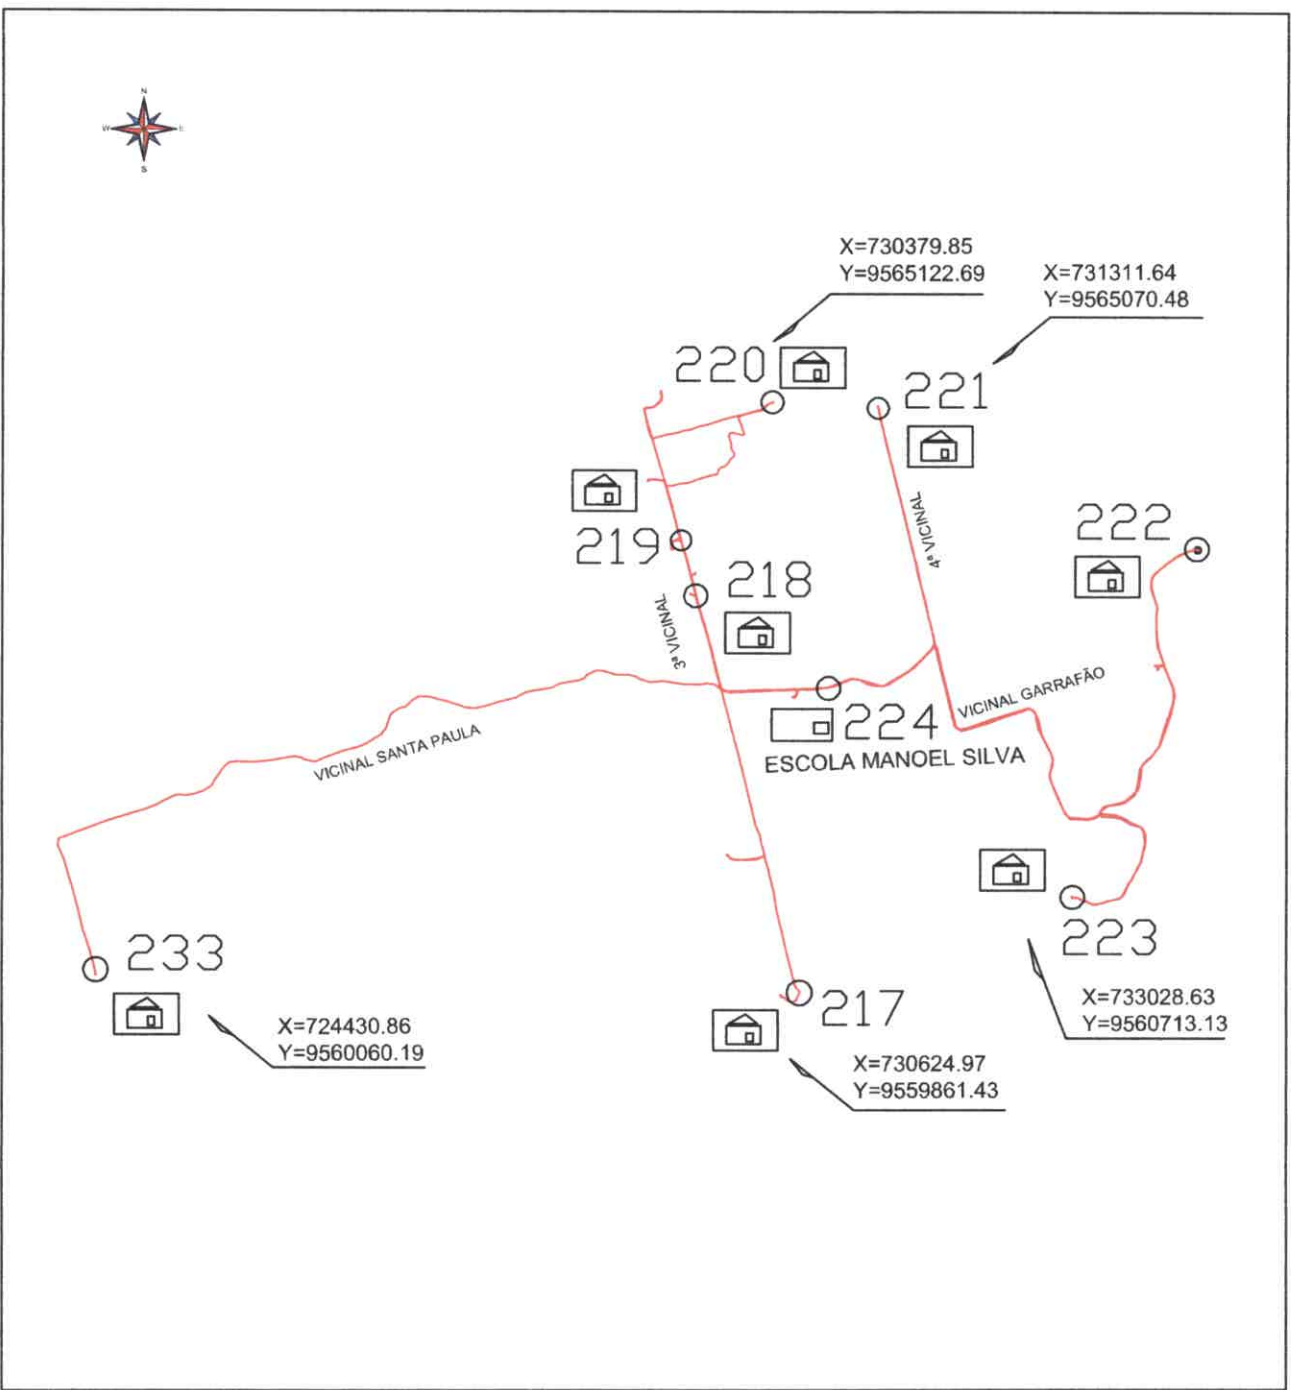 N
W E
S
X=730379.85
Y=9565122.69
X=731311.64
Y=9565070.48
220
221
222
219
218
4ª VICINAL
3ª VICINAL
VICINAL GARRAFÃO
224
ESCOLA MANOEL SILVA
VICINAL SANTA PAULA
223
233
217
X=733028.63
Y=9560713.13
X=724430.86
Y=9560060.19
X=730624.97
Y=9559861.43